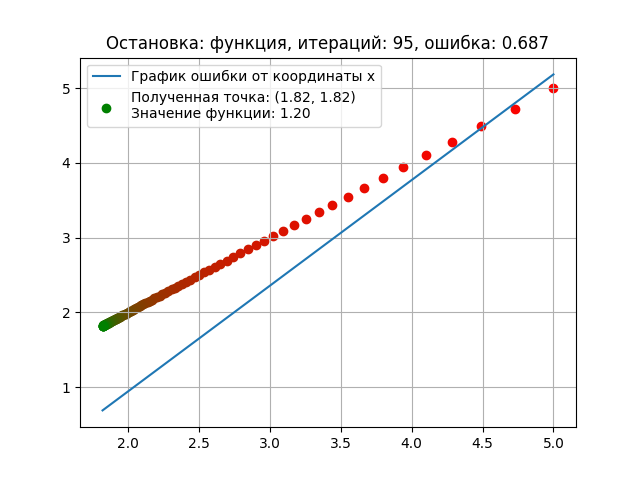 Остановка: функция, итераций: 95, ошибка: 0.687
График ошибки от координаты x
Полученная точка: (1.82, 1.82)
Значение функции: 1.20
5
4
3
2
1
2.0 2.5 3.0 3.5 4.0 4.5 5.0